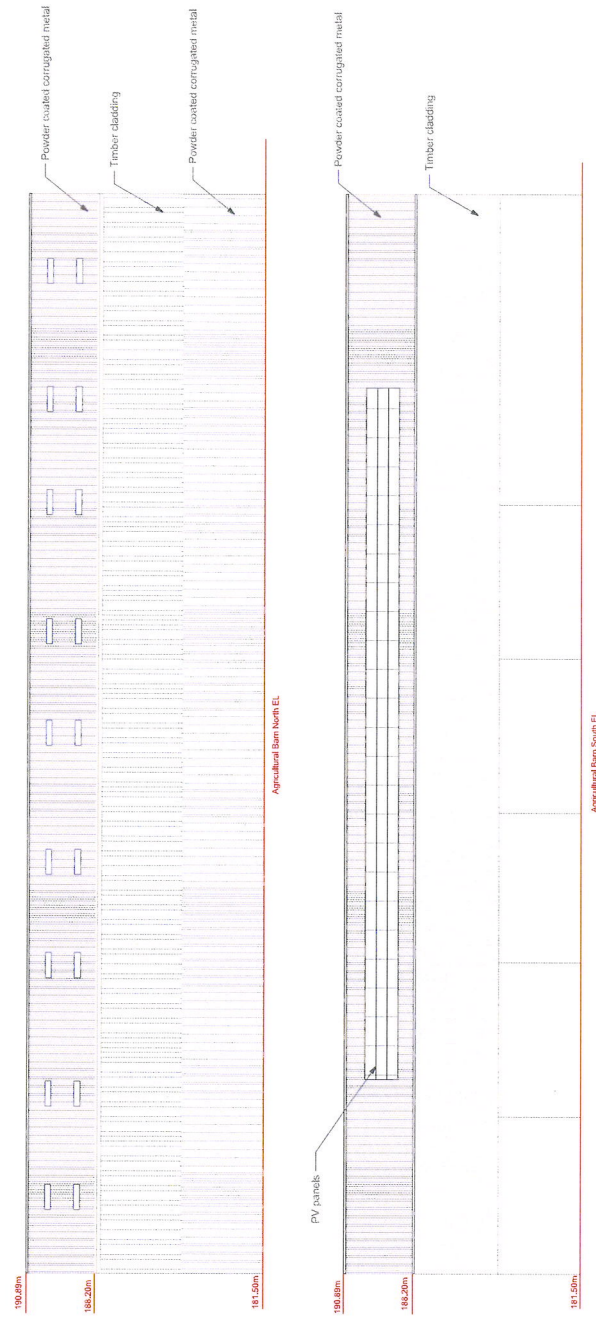 Powder coated corrugated metal
Timber cladding
Powder coated corrugated metal
190.89m
188.20m
181.50m
Agricultural Barn North EL
Powder coated corrugated metal
Timber cladding
PV panels
190.89m
188.20m
181.50m
Agricultural Barn South EL